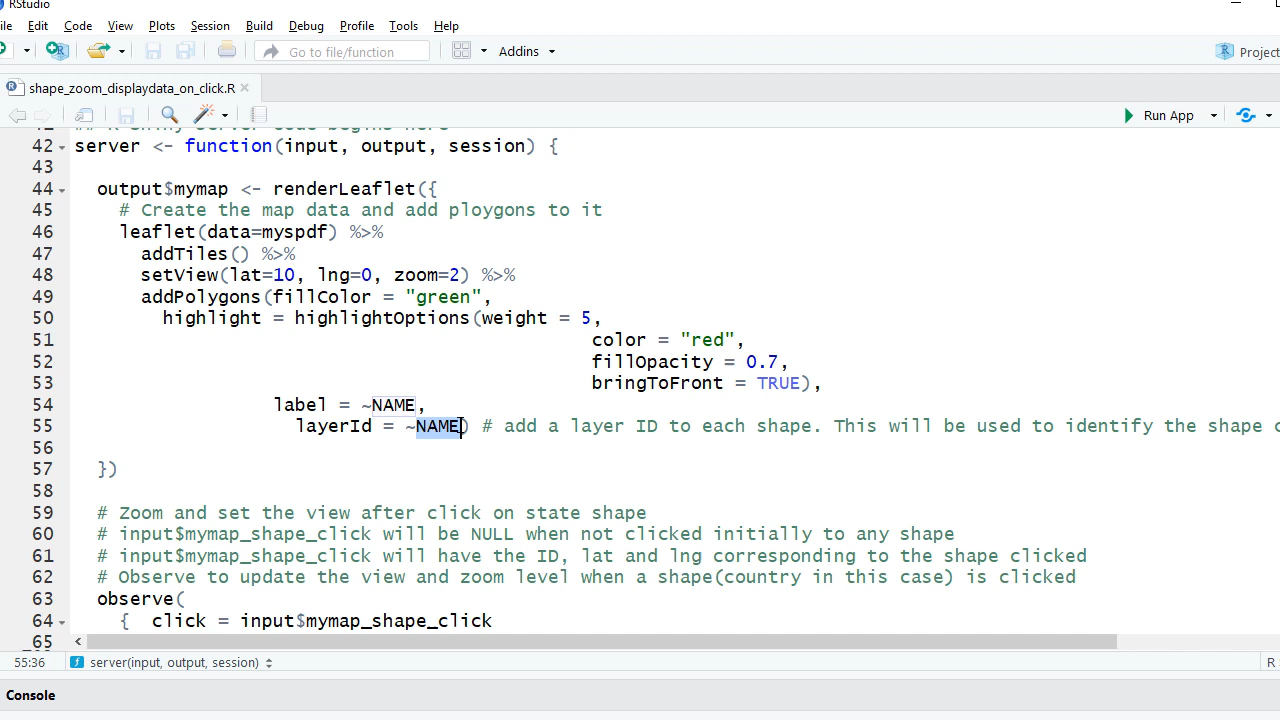 RStudio
ile Edit Code View Plots Session Build Debug Profile Tools Help
Go to file/function Addins Project
shape_zoom_displaydata_on_click.R
Run App
41 ## R Shiny Server code begins here
42 server <- function(input, output, session) {
43
44 output$mymap <- renderLeaflet({
45 # Create the map data and add ploygons to it
46 leaflet(data=myspdf) %>%
47 addTiles() %>%
48 setView(lat=10, lng=0, zoom=2) %>%
49 addPolygons(fillColor = "green",
50 highlight = highlightOptions(weight = 5,
51 color = "red",
52 fillOpacity = 0.7,
53 bringToFront = TRUE),
54 label = ~NAME,
55 layerId = ~NAME) # add a layer ID to each shape. This will be used to identify the shape c
56
57 })
58
59 # Zoom and set the view after click on state shape
60 # input$mymap_shape_click will be NULL when not clicked initially to any shape
61 # input$mymap_shape_click will have the ID, lat and lng corresponding to the shape clicked
62 # Observe to update the view and zoom level when a shape(country in this case) is clicked
63 observe(
64 { click = input$mymap_shape_click
65
55:36 server(input, output, session) R
Console